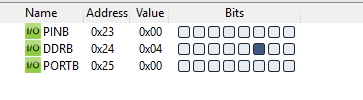 Name Address Value Bits
I/O PINB 0x23 0x00
I/O DDRB 0x24 0x04
I/O PORTB 0x25 0x00